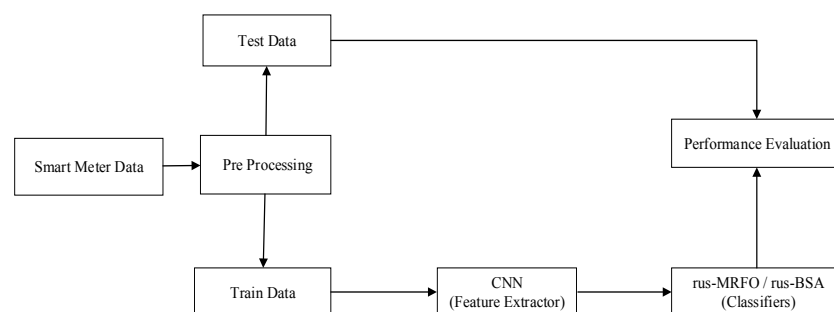 Test Data
Smart Meter Data
Pre Processing
Performance Evaluation
Train Data
CNN
(Feature Extractor)
rus-MRFO / rus-BSA
(Classifiers)